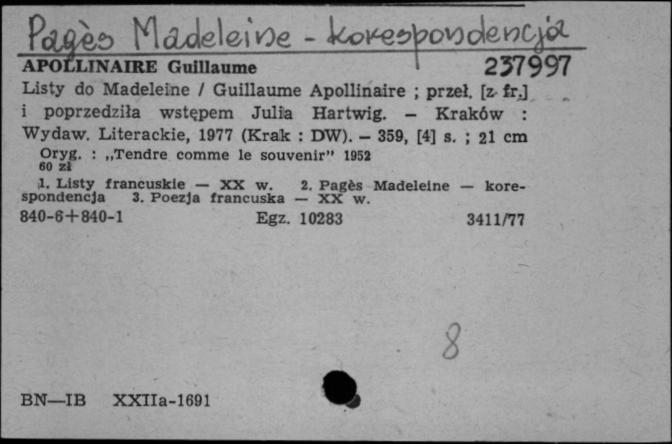 Pagès Madeleine - korespondencja
APOLLINAIRE Guillaume 237997
Listy do Madeleine / Guillaume Apollinaire ; przeł. [z fr.]
i poprzedziła wstępem Julia Hartwig. — Kraków :
Wydaw. Literackie, 1977 (Krak : DW). — 359, [4] s. ; 21 cm
Oryg. : „Tendre comme le souvenir" 1952
60 zł
1. Listy francuskie — XX w. 2. Pagès Madeleine — kore-
spondencja 3. Poezja francuska — XX w.
840-6+840-1 Egz. 10283 3411/77
8
BN—IB XXIIa-1691